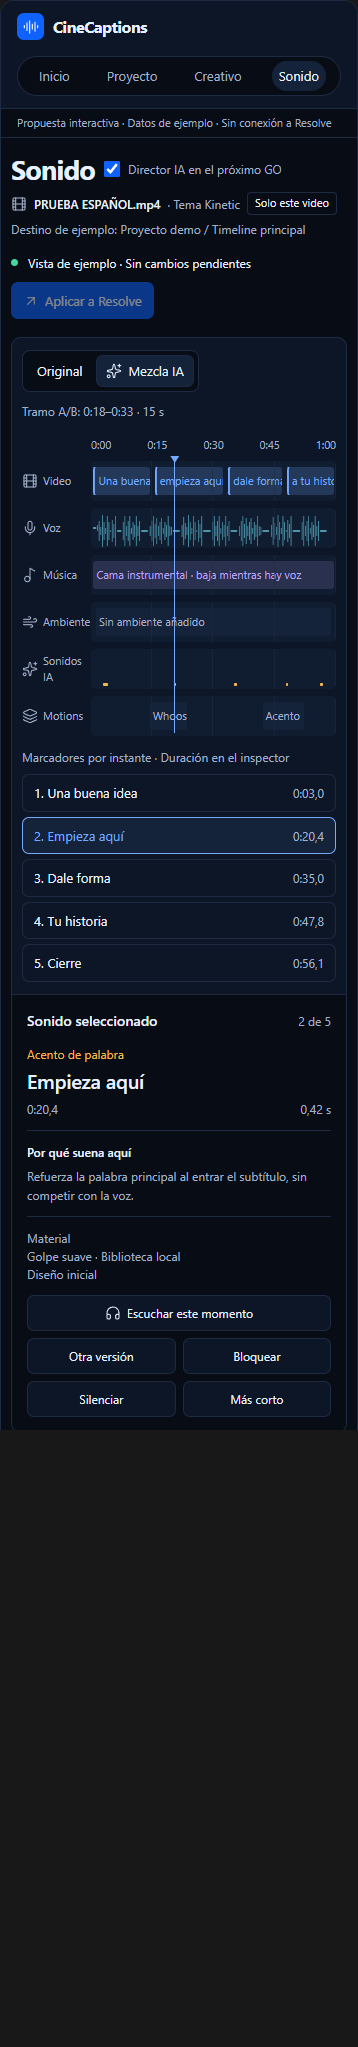 CineCaptions
Inicio Proyecto Creativo Sonido
Propuesta interactiva · Datos de ejemplo · Sin conexión a Resolve
Sonido Director IA en el próximo GO
PRUEBA ESPAÑOL.mp4 · Tema Kinetic Solo este video
Destino de ejemplo: Proyecto demo / Timeline principal
Vista de ejemplo · Sin cambios pendientes
Aplicar a Resolve
Original Mezcla IA
Tramo A/B: 0:18–0:33 · 15 s
0:00 0:15 0:30 0:45 1:00
Video Una buena empieza aqu dale forma a tu histo
Voz
Música Cama instrumental · baja mientras hay voz
Ambiente Sin ambiente añadido
Sonidos
IA
Motions Whoos Acento
Marcadores por instante · Duración en el inspector
1. Una buena idea 0:03,0
2. Empieza aquí 0:20,4
3. Dale forma 0:35,0
4. Tu historia 0:47,8
5. Cierre 0:56,1
Sonido seleccionado 2 de 5
Acento de palabra
Empieza aquí
0:20,4 0,42 s
Por qué suena aquí
Refuerza la palabra principal al entrar el subtítulo, sin
competir con la voz.
Material
Golpe suave · Biblioteca local
Diseño inicial
Escuchar este momento
Otra versión Bloquear
Silenciar Más corto